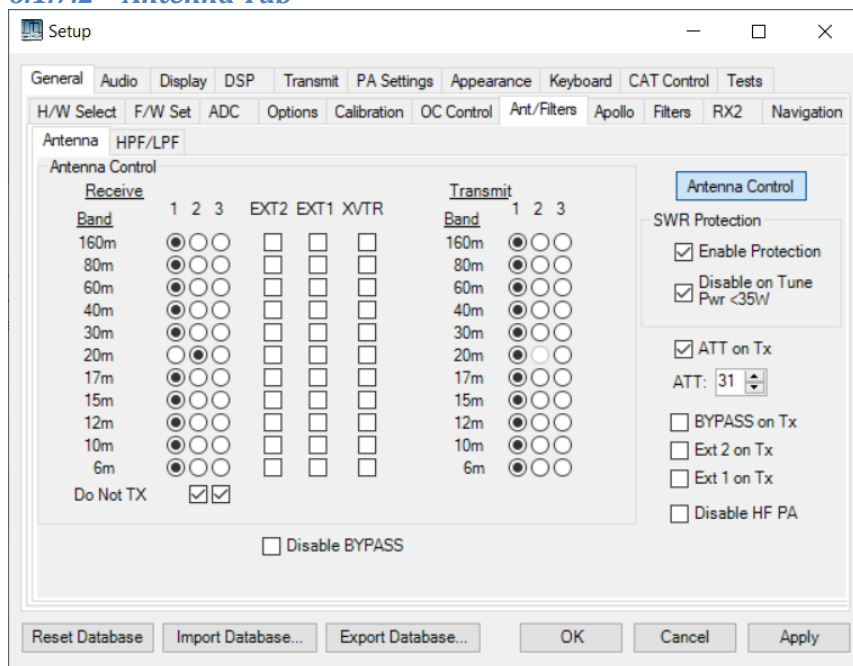 Antenna Tab
Setup
General Audio Display DSP Transmit PA Settings Appearance Keyboard CAT Control Tests
H/W Select F/W Set ADC Options Calibration OC Control Ant/Filters Apollo Filters RX2 Navigation
Antenna HPF/LPF
Antenna Control
Receive
Band 1 2 3 EXT2 EXT1 XVTR
160m
80m
60m
40m
30m
20m
17m
15m
12m
10m
6m
Do Not TX
Transmit
Band 1 2 3
160m
80m
60m
40m
30m
20m
17m
15m
12m
10m
6m
Disable BYPASS
Antenna Control
SWR Protection
Enable Protection
Disable on Tune
Pwr <35W
ATT on Tx
ATT: 31
BYPASS on Tx
Ext 2 on Tx
Ext 1 on Tx
Disable HF PA
Reset Database Import Database... Export Database... OK Cancel Apply